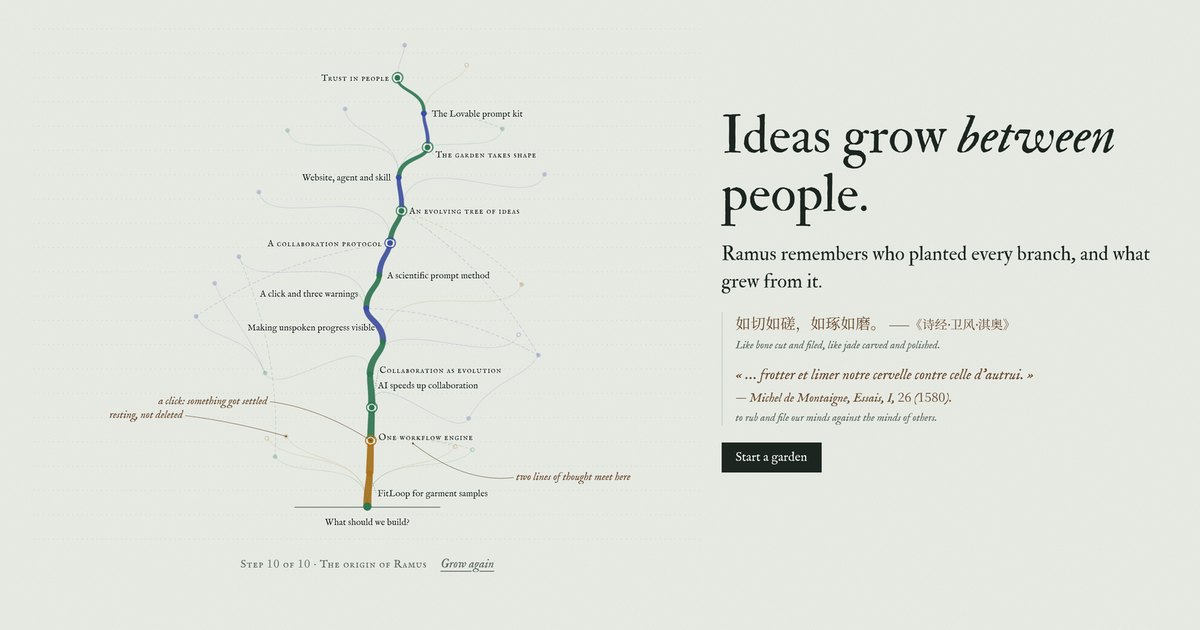 Trust in people
The Lovable prompt kit
The garden takes shape
Website, agent and skill
An evolving tree of ideas
A collaboration protocol
A scientific prompt method
A click and three warnings
Making unspoken progress visible
Collaboration as evolution
AI speeds up collaboration
a click: something got settled
resting, not deleted
One workflow engine
two lines of thought meet here
FitLoop for garment samples
What should we build?
Step 10 of 10 · The origin of Ramus Grow again
Ideas grow between
people.
Ramus remembers who planted every branch, and what
grew from it.
如切如磋，如琢如磨。 ——《诗经·卫风·淇奥》
Like bone cut and filed, like jade carved and polished.
« … frotter et limer notre cervelle contre celle d’autrui. »
— Michel de Montaigne, Essais, I, 26 (1580).
to rub and file our minds against the minds of others.
Start a garden